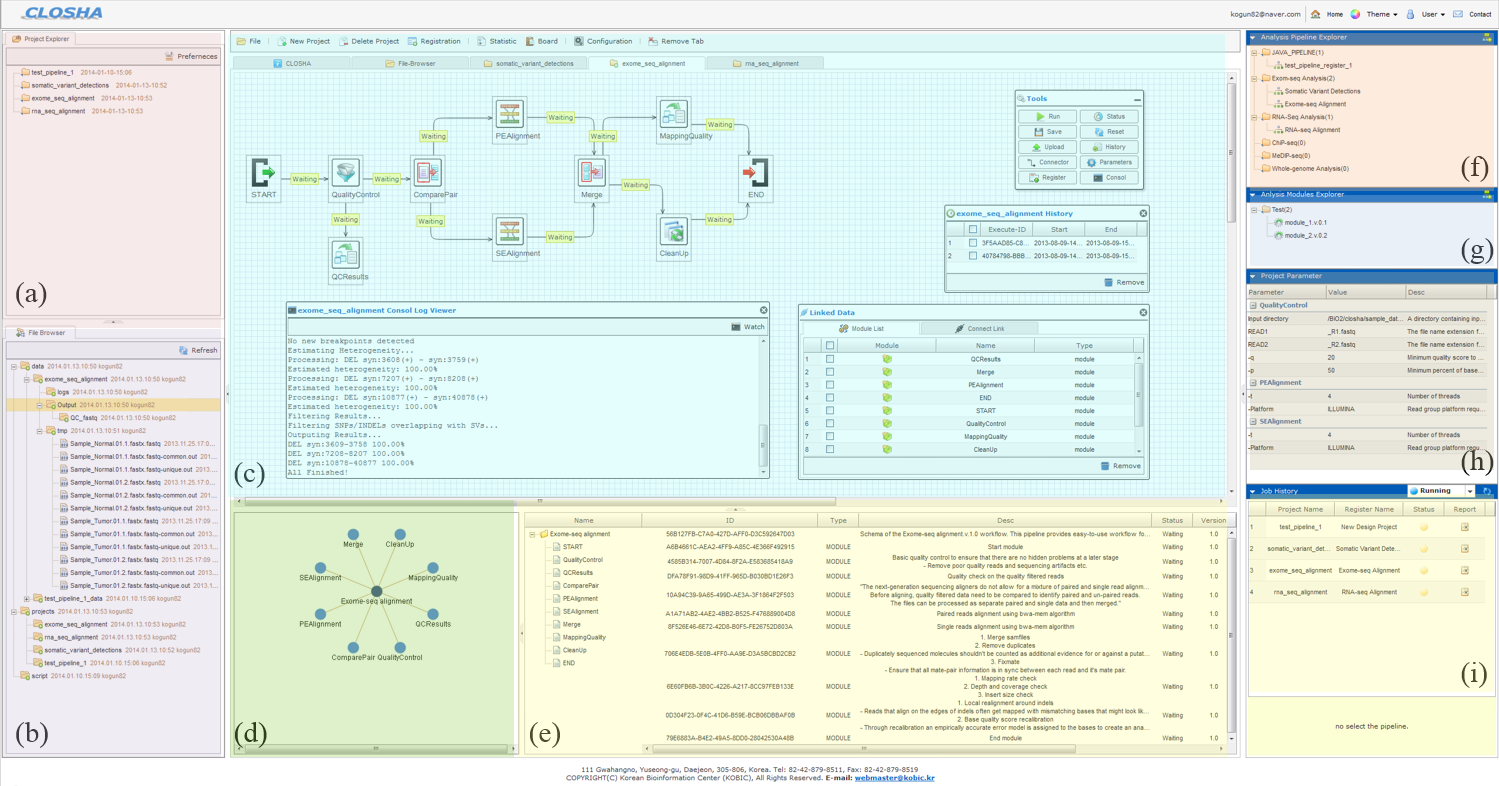 CLOSHA
kogun82@naver.com Home Theme User Contact
Project Explorer
Preferneces
test_pipeline_1 2014-01-10-15:06
somatic_variant_detections 2014-01-13-10:52
exome_seq_alignment 2014-01-13-10:53
rna_seq_alignment 2014-01-13-10:53
(a)
File Browser
Refresh
data 2014.01.13.10:50 kogun82
exome_seq_alignment 2014.01.13.10:50 kogun82
logs 2014.01.13.10:50 kogun82
Output 2014.01.13.10:50 kogun82
QC_fastq 2014.01.13.10:50 kogun82
tmp 2014.01.13.10:51 kogun82
Sample_Normal.01.1.fastx.fastq 2013.11.25.17:0...
Sample_Normal.01.1.fastx.fastq-common.out 201...
Sample_Normal.01.1.fastx.fastq-unique.out 2013....
Sample_Normal.01.2.fastx.fastq 2013.11.25.17:0...
Sample_Normal.01.2.fastx.fastq-common.out 201...
Sample_Normal.01.2.fastx.fastq-unique.out 2013....
Sample_Tumor.01.1.fastx.fastq 2013.11.25.17:09 ...
Sample_Tumor.01.1.fastx.fastq-common.out 2013....
Sample_Tumor.01.1.fastx.fastq-unique.out 2013.1...
Sample_Tumor.01.2.fastx.fastq 2013.11.25.17:09 ...
Sample_Tumor.01.2.fastx.fastq-common.out 2013....
Sample_Tumor.01.2.fastx.fastq-unique.out 2013.1...
test_pipeline_1_data 2014.01.10.15:06 kogun82
projects 2014.01.13.10:53 kogun82
exome_seq_alignment 2014.01.13.10:53 kogun82
rna_seq_alignment 2014.01.13.10:53 kogun82
somatic_variant_detections 2014.01.13.10:52 kogun82
test_pipeline_1 2014.01.10.15:06 kogun82
script 2014.01.10.15:09 kogun82
(b)
File New Project Delete Project Registration Statistic Board Configuration Remove Tab
CLOSHA File-Browser somatic_variant_detections exome_seq_alignment rna_seq_alignment
START
Waiting
QualityControl
Waiting
ComparePair
Waiting
QCResults
Waiting
PEAlignment
Waiting
Waiting
SEAlignment
Waiting
Waiting
Merge
MappingQuality
Waiting
Waiting
CleanUp
Waiting
END
Tools
Run Status
Save Reset
Upload History
Connector Parameters
Register Consol
exome_seq_alignment History
Execute-ID Start End
1 3F5AAD85-C8... 2013-08-09-14... 2013-08-09-15...
2 40784798-BBB... 2013-08-09-14... 2013-08-09-15...
Remove
exome_seq_alignment Consol Log Viewer
Watch
No new breakpoints detected
Estimating Heterogeneity...
Processing: DEL syn:3608(+) - syn:3759(+)
Estimated heterogeneity: 100.00%
Processing: DEL syn:7207(+) - syn:8208(+)
Estimated heterogeneity: 100.00%
Processing: DEL syn:10877(+) - syn:40878(+)
Estimated heterogeneity: 100.00%
Filtering Results...
Filtering SNPs/INDELs overlapping with SVs...
Outputing Results...
DEL syn:3609-3758 100.00%
DEL syn:7208-8207 100.00%
DEL syn:10878-40877 100.00%
All Finished!
(c)
Linked Data
Module List Connect Link
Module Name Type
1 QCResults module
2 Merge module
3 PEAlignment module
4 END module
5 START module
6 QualityControl module
7 MappingQuality module
8 CleanUp module
Remove
Merge
CleanUp
SEAlignment
MappingQuality
Exome-seq alignment
PEAlignment
QCResults
ComparePair
QualityControl
(d)
Name ID Type Desc Status Version
Exome-seq alignment 56B127FB-C7A0-427D-AFF0-D3C592647D03 Schema of the Exome-seq alignment.v.1.0 workflow. This pipeline provides easy-to-use workflow fo... Waiting 1.0
START A6B4661C-AEA2-4FF9-A85C-4E366F492915 MODULE Start module Waiting 1.0
QualityControl 4585B314-7007-4D84-8F2A-E583685418A9 MODULE Basic quality control to ensure that there are no hidden problems at a later stage
- Remove poor quality reads and sequencing artifacts etc. Waiting 1.0
QCResults DFA78F91-98D9-41FF-965D-B030BD1E26F3 MODULE Quality check on the quality filtered reads Waiting 1.0
ComparePair 10A94C39-9A65-499D-AE3A-3F1864F2F503 MODULE "The next-generation sequencing aligners do not allow for a mixture of paired and single read alignm...
Before aligning, quality filtered data need to be compared to identify paired and un-paired reads.
The files can be processed as separate paired and single data and then merged." Waiting 1.0
PEAlignment A1A71AB2-4AE2-4BB2-B525-F476889004D8 MODULE Paired reads alignment using bwa-mem algorithm Waiting 1.0
SEAlignment 8F526E46-6E72-42D8-B0F5-FE26752D803A MODULE Single reads alignment using bwa-mem algorithm Waiting 1.0
Merge 706E4EDB-5E0B-4FF0-AA9E-D3A5BCBD2CB2 MODULE 1. Merge samfiles
2. Remove duplicates
- Duplicately sequenced molecules shouldn't be counted as additional evidence for or against a putat...
3. Fixmate
- Ensure that all mate-pair information is in sync between each read and it's mate pair. Waiting 1.0
MappingQuality 6E60FB6B-3B0C-4226-A217-8CC97FEB133E MODULE 1. Mapping rate check
2. Depth and coverage check
3. Insert size check Waiting 1.0
CleanUp 0D304F23-0F4C-41D6-B59E-BCB06DBBAF0B MODULE 1. Local realignment around indels
- Reads that align on the edges of indels often get mapped with mismatching bases that might look lik...
2. Base quality score recalibration
- Through recalibration an empirically accurate error model is assigned to the bases to create an ana... Waiting 1.0
END 79E6883A-B4E2-49A5-8DD0-28042530A48B MODULE End module Waiting 1.0
(e)
Analysis Pipeline Explorer
JAVA_PIPELINE(1)
test_pipeline_register_1
Exom-seq Analysis(2)
Somatic Variant Detections
Exome-seq Alignment
RNA-Seq Analysis(1)
RNA-seq Alignment
ChiP-seq(0)
MeDIP-seq(0)
Whole-genome Analysis(0)
(f)
Anlysis Modules Explorer
Test(2)
module_1.v.0.1
module_2.v.0.2
(g)
Project Parameter
Parameter Value Desc
QualityControl
Input directory /BiO2/closha/sample_dat... A directory containing inp...
READ1 _R1.fastq The file name extension f...
READ2 _R2.fastq The file name extension f...
-q 20 Minimum quality score to ...
-p 50 Minimum percent of base...
PEAlignment
-t 4 Number of threads
-Platform ILLUMINA Read group platform requ...
SEAlignment
-t 4 Number of threads
-Platform ILLUMINA Read group platform requ...
(h)
Job History Running
Project Name Register Name Status Report
1 test_pipeline_1 New Design Project
2 somatic_variant_det... Somatic Variant Dete...
3 exome_seq_alignment Exome-seq Alignment
4 rna_seq_alignment RNA-seq Alignment
(i)
no select the pipeline.
111 Gwahangno, Yuseong-gu, Daejeon, 305-806, Korea. Tel: 82-42-879-8511, Fax: 82-42-879-8519
COPYRIGHT(C) Korean Bioinformation Center (KOBIC), All Rights Reserved. E-mail: webmaster@kobic.kr